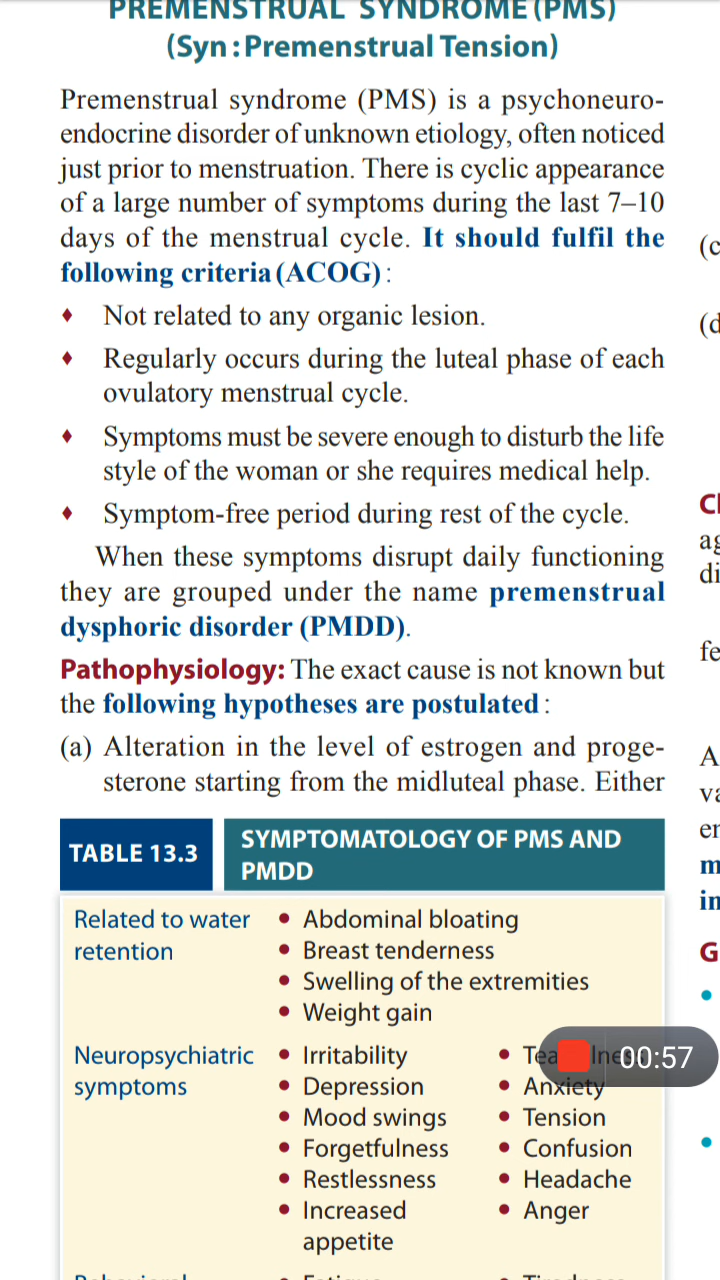 PREMENSTRUAL SYNDROME (PMS)
(Syn : Premenstrual Tension)
Premenstrual syndrome (PMS) is a psychoneuro-
endocrine disorder of unknown etiology, often noticed
just prior to menstruation. There is cyclic appearance
of a large number of symptoms during the last 7–10
days of the menstrual cycle. It should fulfil the
following criteria (ACOG) :
♦ Not related to any organic lesion.
♦ Regularly occurs during the luteal phase of each
ovulatory menstrual cycle.
♦ Symptoms must be severe enough to disturb the life
style of the woman or she requires medical help.
♦ Symptom-free period during rest of the cycle.
When these symptoms disrupt daily functioning
they are grouped under the name premenstrual
dysphoric disorder (PMDD).
Pathophysiology: The exact cause is not known but
the following hypotheses are postulated :
(a) Alteration in the level of estrogen and proge-
sterone starting from the midluteal phase. Either
TABLE 13.3
SYMPTOMATOLOGY OF PMS AND
PMDD
Related to water
retention
• Abdominal bloating
• Breast tenderness
• Swelling of the extremities
• Weight gain
Neuropsychiatric
symptoms
• Irritability
• Depression
• Mood swings
• Forgetfulness
• Restlessness
• Increased
appetite
• Anxiety
• Tension
• Confusion
• Headache
• Anger
00:57